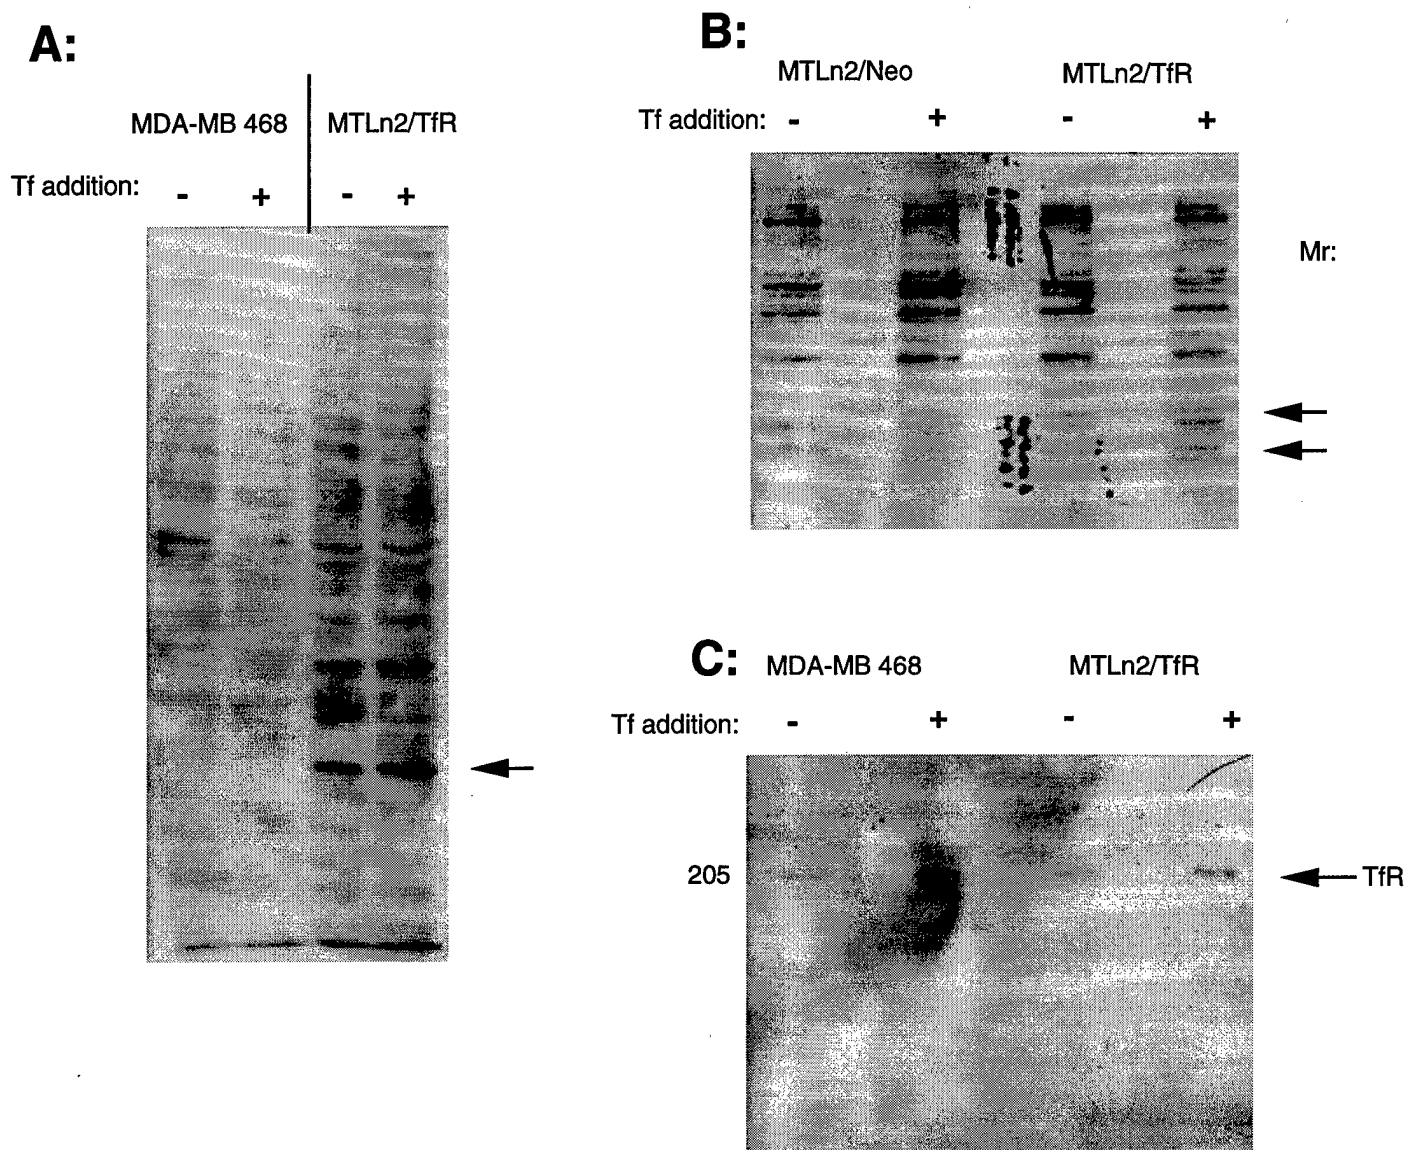 A:
MDA-MB 468 MTLn2/TfR
Tf addition: - + - +
B:
MTLn2/Neo MTLn2/TfR
Tf addition: - + - +
Mr:
C: MDA-MB 468 MTLn2/TfR
Tf addition: - + - +
205
TfR